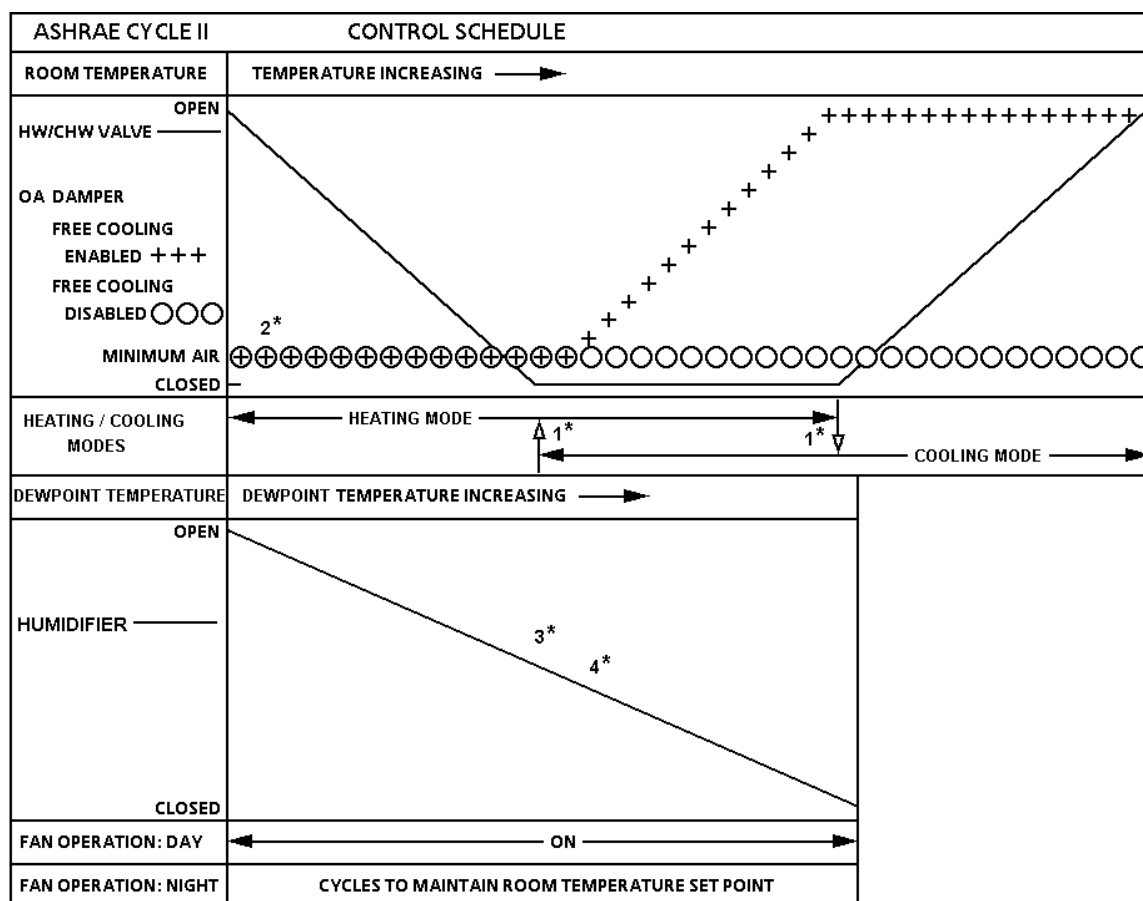 ASHRAE CYCLE II CONTROL SCHEDULE
ROOM TEMPERATURE TEMPERATURE INCREASING
OPEN
HW/CHW VALVE
OA DAMPER
FREE COOLING
ENABLED +++
FREE COOLING
DISABLED
2*
MINIMUM AIR
CLOSED
HEATING / COOLING
MODES
HEATING MODE
1*
1*
COOLING MODE
DEWPOINT TEMPERATURE DEWPOINT TEMPERATURE INCREASING
OPEN
HUMIDIFIER
3*
4*
CLOSED
FAN OPERATION: DAY ON
FAN OPERATION: NIGHT CYCLES TO MAINTAIN ROOM TEMPERATURE SET POINT